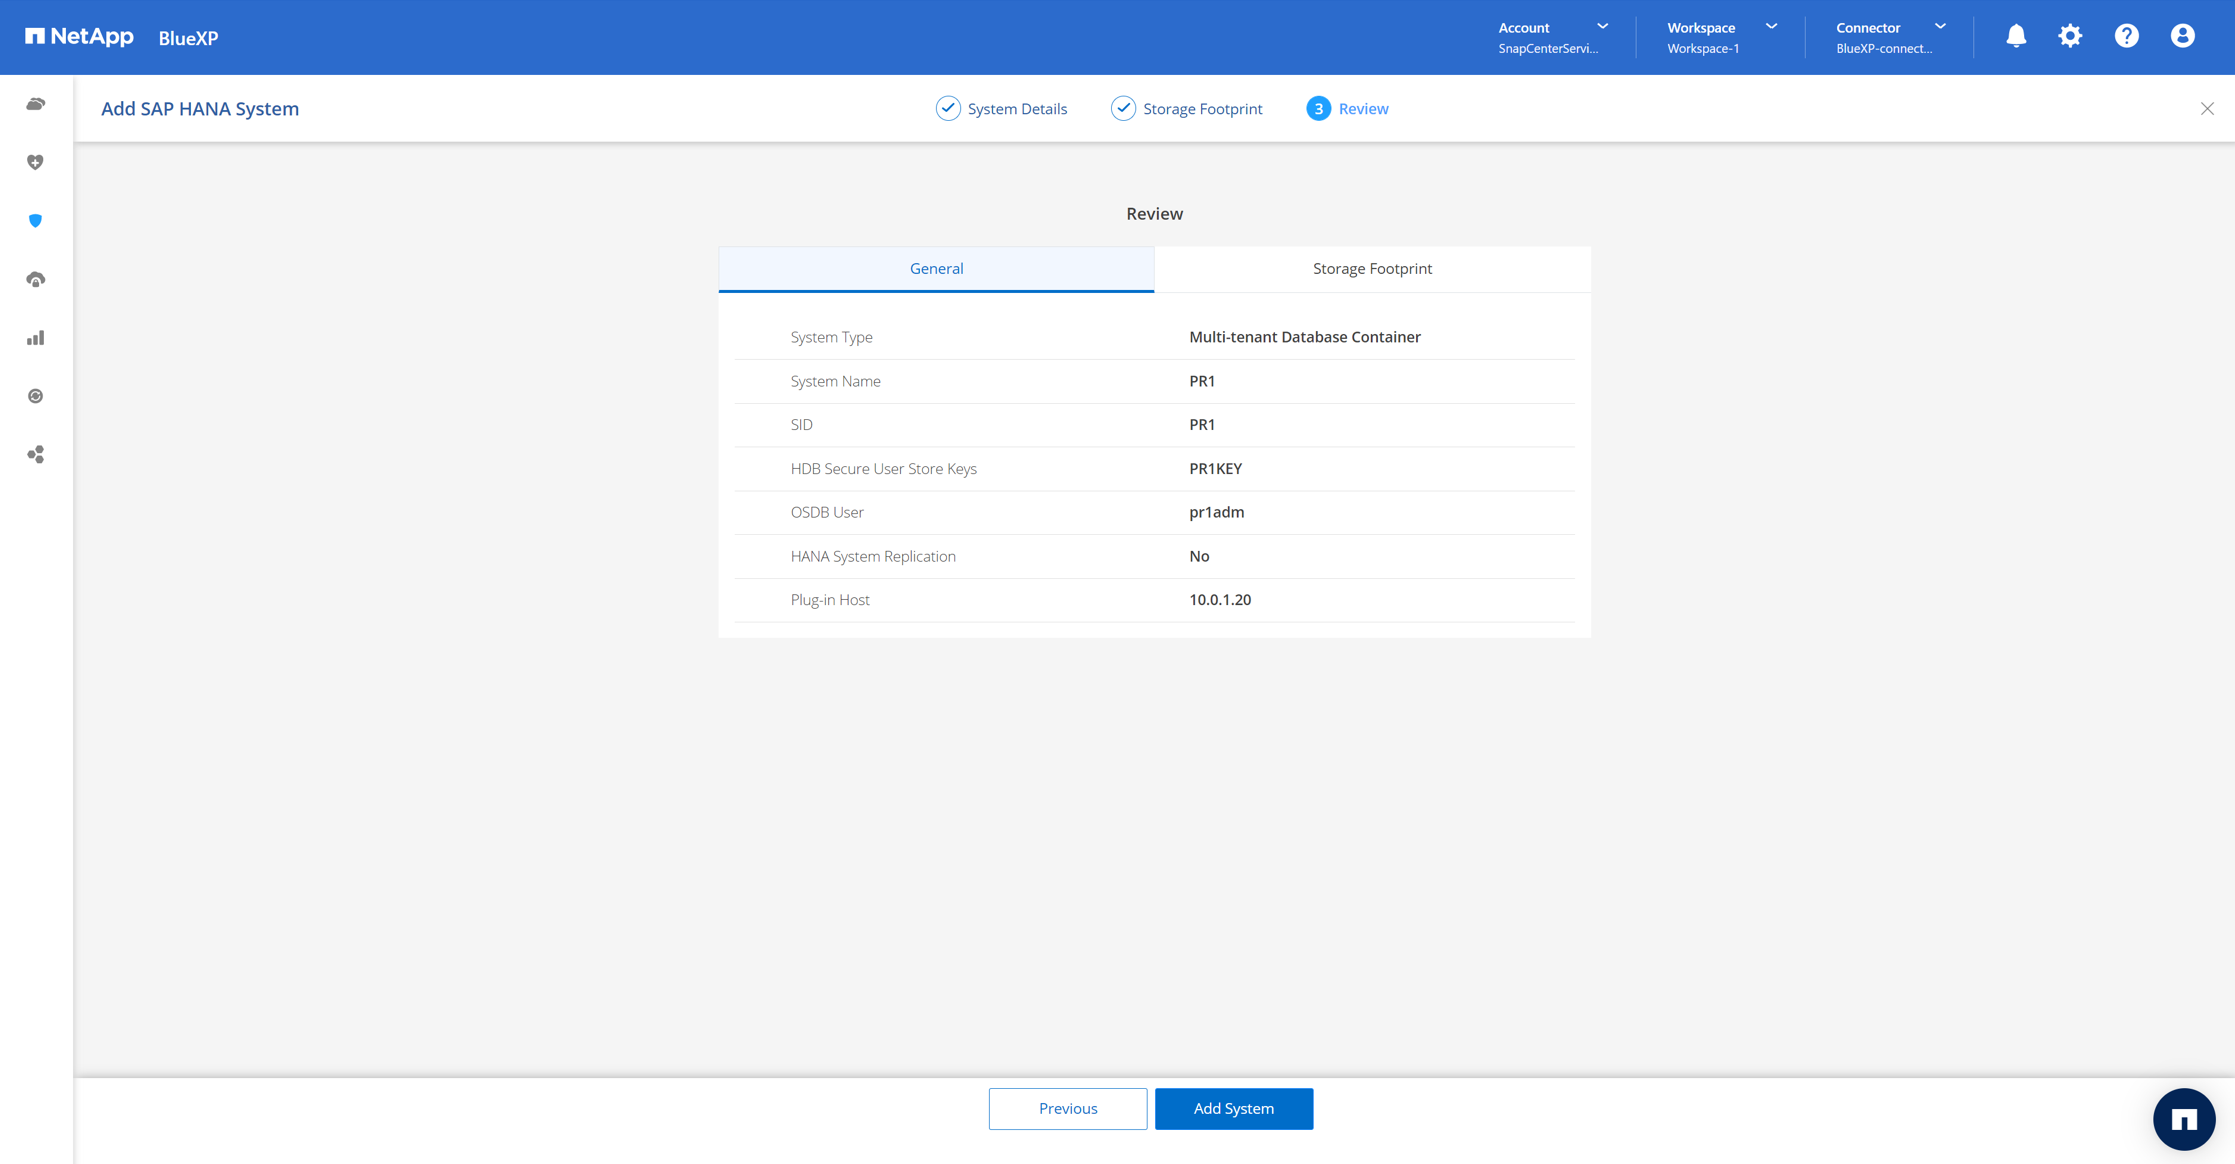 NetApp BlueXP
Account
SnapCenterServi...
Workspace
Workspace-1
Connector
BlueXP-connect...
Add SAP HANA System
System Details
Storage Footprint
3 Review
Review
General
Storage Footprint
System Type Multi-tenant Database Container
System Name PR1
SID PR1
HDB Secure User Store Keys PR1KEY
OSDB User pr1adm
HANA System Replication No
Plug-in Host 10.0.1.20
Previous
Add System